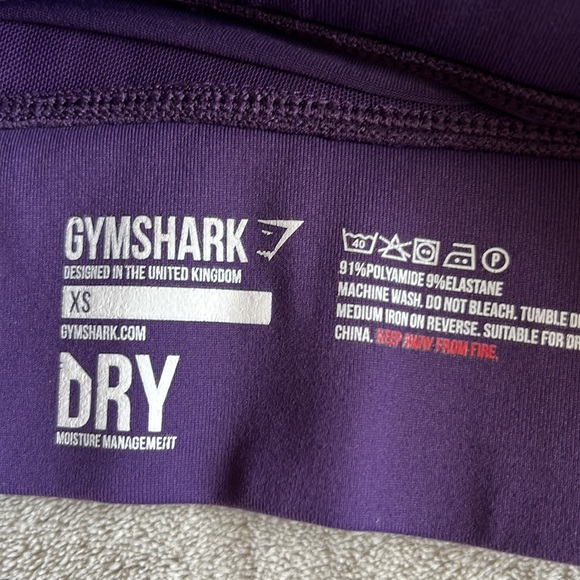 GYMSHARK
DESIGNED IN THE UNITED KINGDOM
XS
GYMSHARK.COM
DRY
MOISTURE MANAGEMENT
40
P
91%POLYAMIDE 9%ELASTANE
MACHINE WASH. DO NOT BLEACH. TUMBLE
MEDIUM IRON ON REVERSE. SUITABLE FOR
CHINA. KEEP AWAY FROM FIRE.